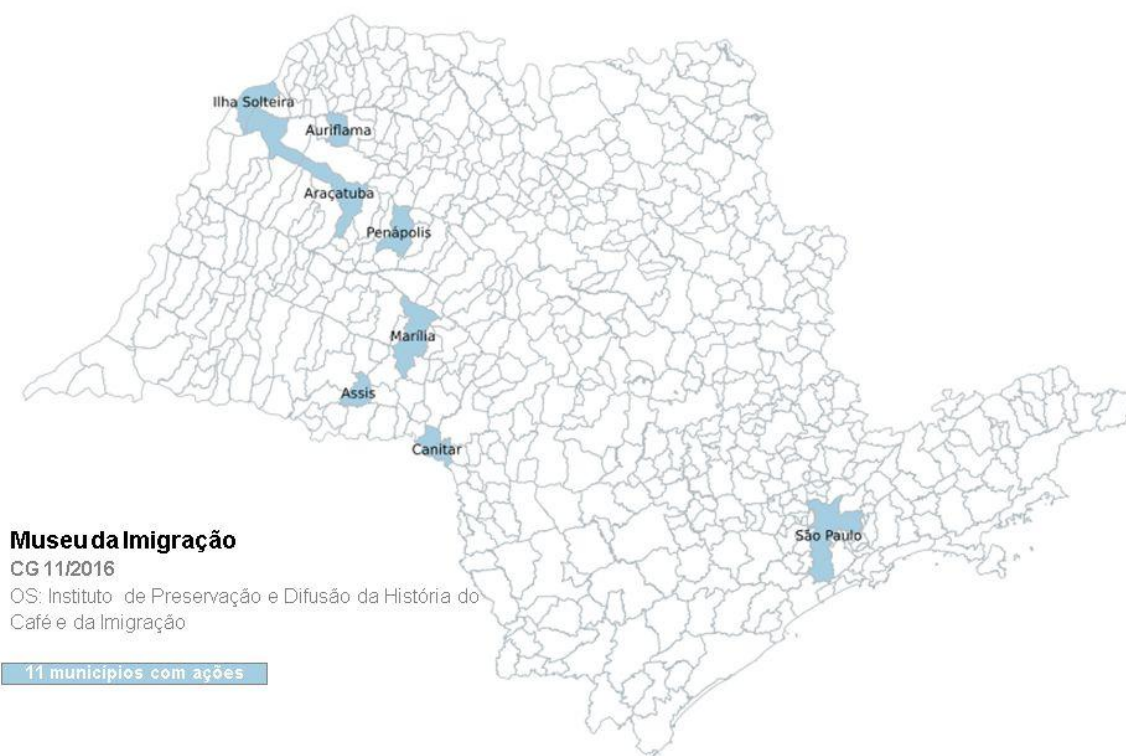 Ilha Solteira
Auriflama
Araçatuba
Penápolis
Marília
Assis
Canitar
São Paulo
Museu da Imigração
CG 11/2016
OS: Instituto de Preservação e Difusão da História do
Café e da Imigração
11 municípios com ações